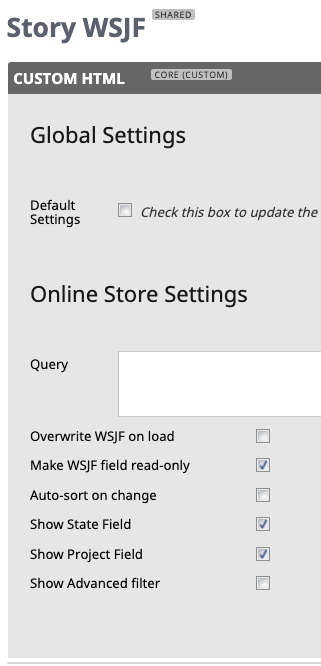 Story WSJF SHARED
CUSTOM HTML CORE (CUSTOM)
Global Settings
Default
Settings
Check this box to update the
Online Store Settings
Query
Overwrite WSJF on load
Make WSJF field read-only
Auto-sort on change
Show State Field
Show Project Field
Show Advanced filter